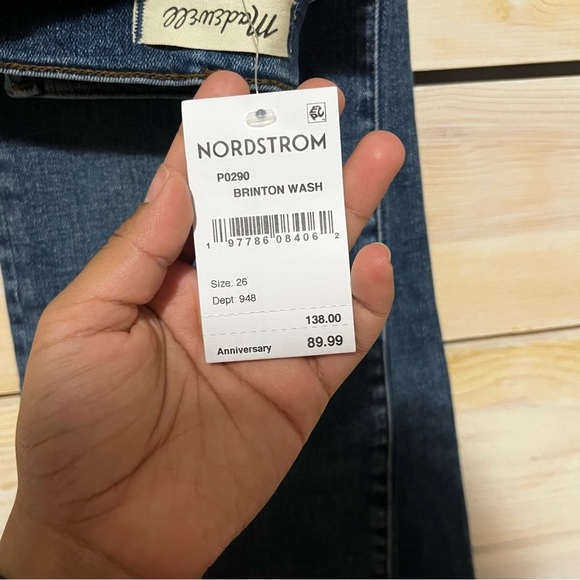 Madewell
NORDSTROM
P0290
BRINTON WASH
1 97786 08406 2
Size: 26
Dept: 948
138.00
Anniversary 89.99